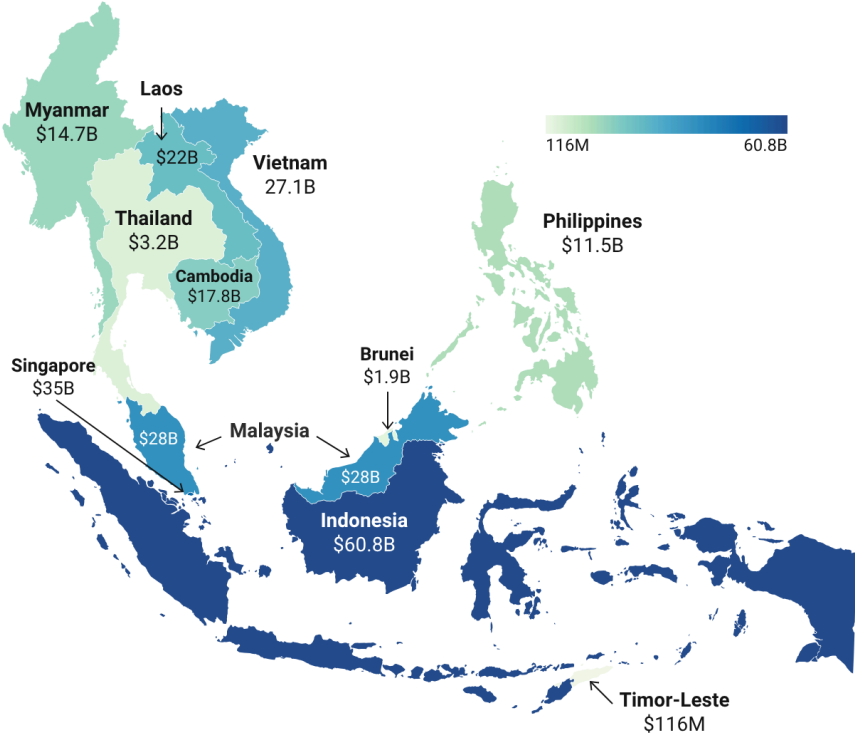 Laos
Myanmar
$14.7B
$22B
116M
60.8B
Vietnam
27.1B
Thailand
$3.2B
Philippines
$11.5B
Cambodia
$17.8B
Singapore
$35B
Brunei
$1.9B
Malaysia
$28B
$28B
Indonesia
$60.8B
Timor-Leste
$116M